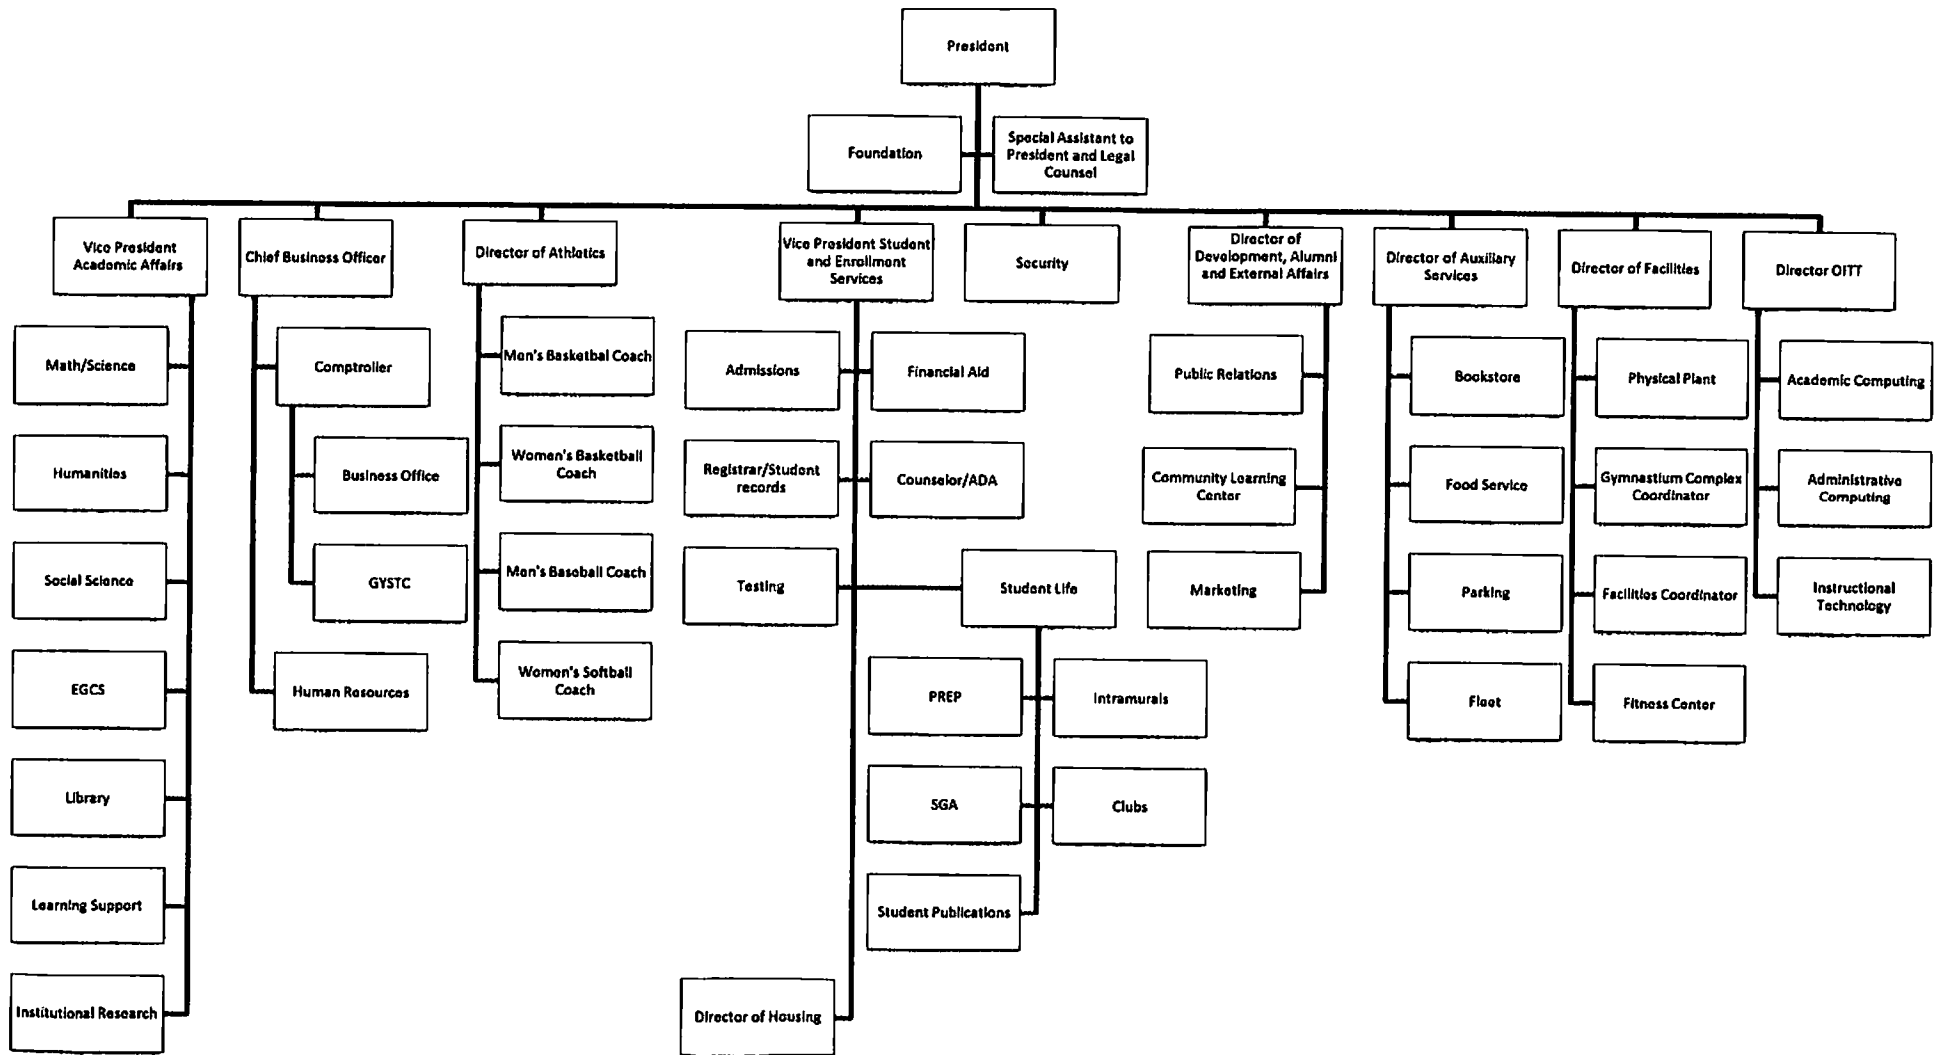 President
Foundation
Special Assistant to
President and Legal
Counsel
Vice President
Academic Affairs
Chief Business Officer
Director of Athletics
Vice President Student
and Enrollment
Services
Security
Director of
Development, Alumni
and External Affairs
Director of Auxiliary
Services
Director of Facilities
Director OITT
Math/Science
Humanities
Social Science
EGCS
Library
Learning Support
Institutional Research
Comptroller
Business Office
GYSTC
Human Resources
Men's Basketbal Coach
Women's Basketball
Coach
Men's Baseball Coach
Women's Softball
Coach
Admissions
Financial Aid
Registrar/Student
records
Counselor/ADA
Testing
Student Life
PREP
Intramurals
SGA
Clubs
Student Publications
Director of Housing
Public Relations
Community Learning
Center
Marketing
Bookstore
Food Service
Parking
Fleet
Physical Plant
Gymnastium Complex
Coordinator
Facilities Coordinator
Fitness Center
Academic Computing
Administrative
Computing
Instructional
Technology